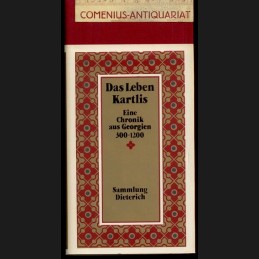 COMENIUS-ANTIQUARIAT
Das Leben
Kartlis
Eine
Chronik
aus Georgien
300-1200
Sammlung
Dieterich